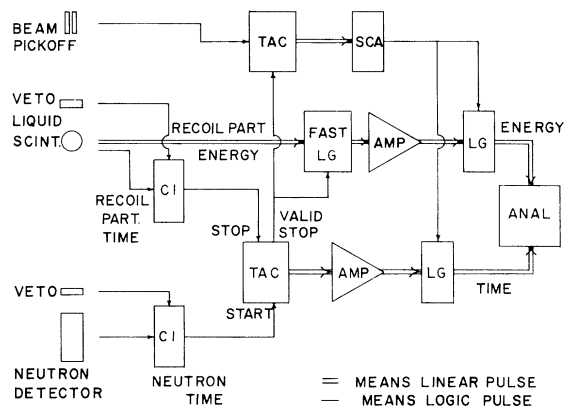 BEAM
PICKOFF
TAC
SCA
VETO
LIQUID
SCINT.
RECOIL PART
ENERGY
FAST
LG
AMP
LG
ENERGY
CI
RECOIL
PART.
TIME
STOP
VALID
STOP
ANAL
TAC
AMP
LG
TIME
START
VETO
CI
NEUTRON
DETECTOR
NEUTRON
TIME
= MEANS LINEAR PULSE
— MEANS LOGIC PULSE